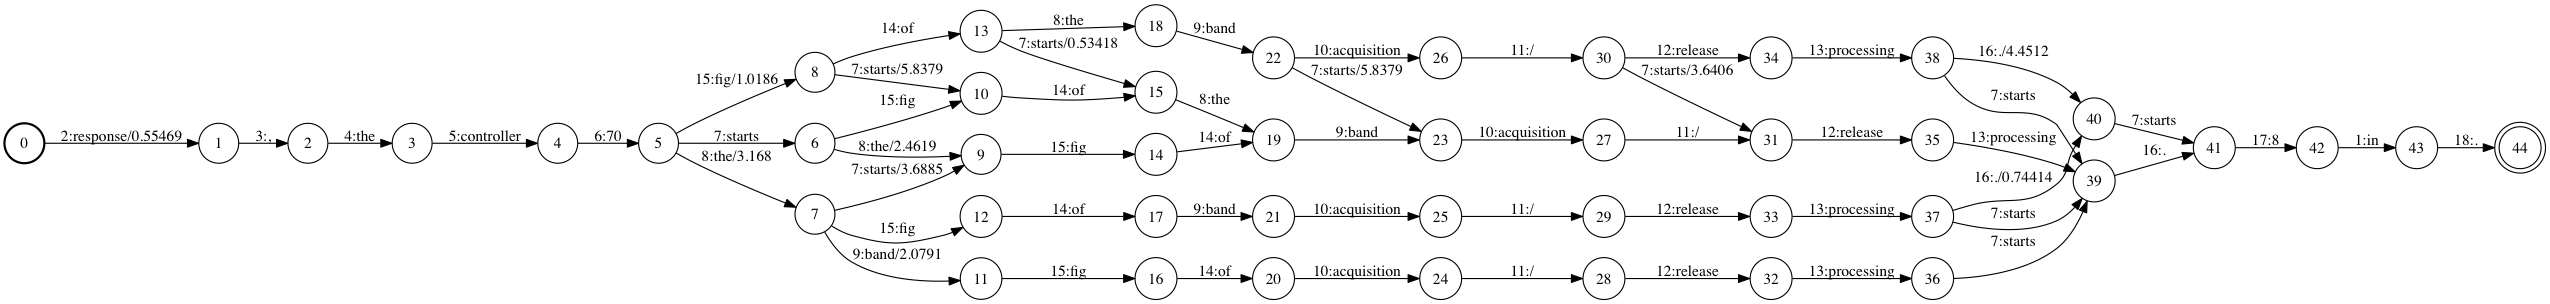 0 2:response/0.55469 1 3:, 2 4:the 3 5:controller 4 6:70 5
15:fig/1.0186 8 14:of 13 8:the 18 9:band 22 10:acquisition 26 11:/ 30 12:release 34 13:processing 38 16:./4.4512 40
7:starts/0.53418
7:starts/5.8379
7:starts/3.6406
7:starts
7:starts/5.8379 10 14:of 15 8:the
7:starts 6 15:fig
8:the/2.4619 9 15:fig 14 14:of 19 9:band 23 10:acquisition 27 11:/ 31 12:release 35 13:processing 39
8:the/3.168 7 7:starts/3.6885
15:fig 12 14:of 17 9:band 21 10:acquisition 25 11:/ 29 12:release 33 13:processing 37 16:./0.74414
7:starts
9:band/2.0791 11 15:fig 16 14:of 20 10:acquisition 24 11:/ 28 12:release 32 13:processing 36 7:starts
7:starts
16:. 41 17:8 42 1:in 43 18:. 44